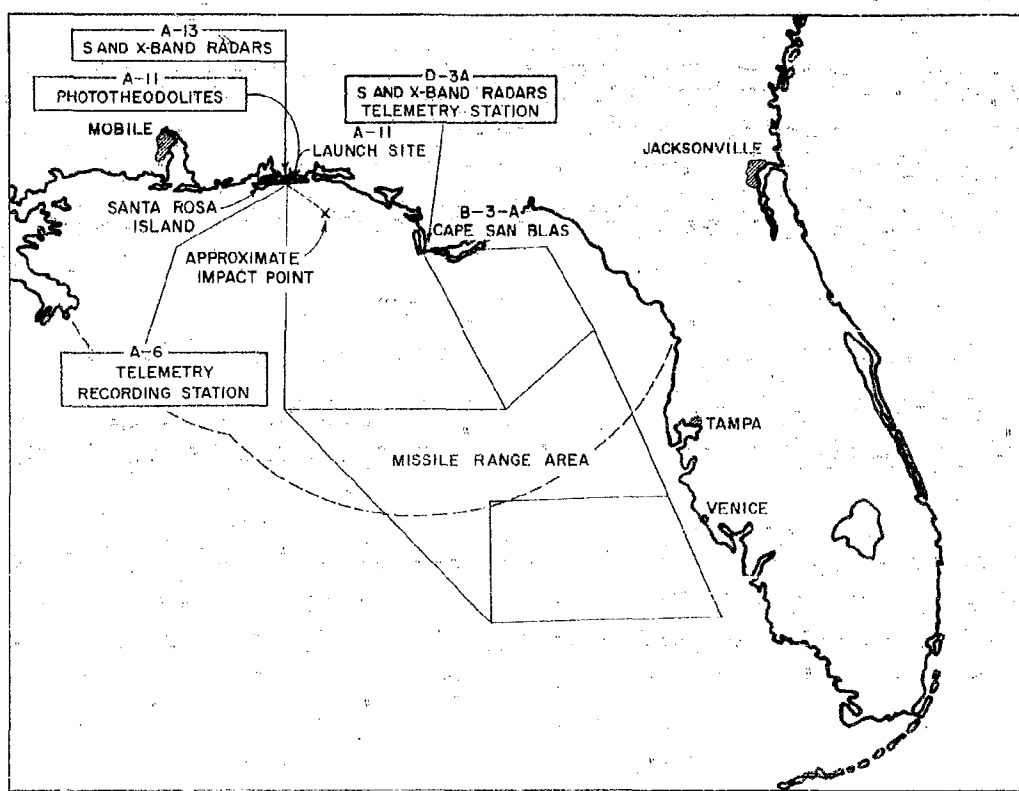 A-13
S AND X-BAND RADARS
A-11
PHOTOTHEODOLITES
D-3A
S AND X-BAND RADARS
TELEMETRY STATION
MOBILE
A-11
LAUNCH SITE
JACKSONVILLE
SANTA ROSA
ISLAND
B-3-A
CAPE SAN BLAS
APPROXIMATE
IMPACT POINT
A-6
TELEMETRY
RECORDING STATION
TAMPA
MISSILE RANGE AREA
VENICE